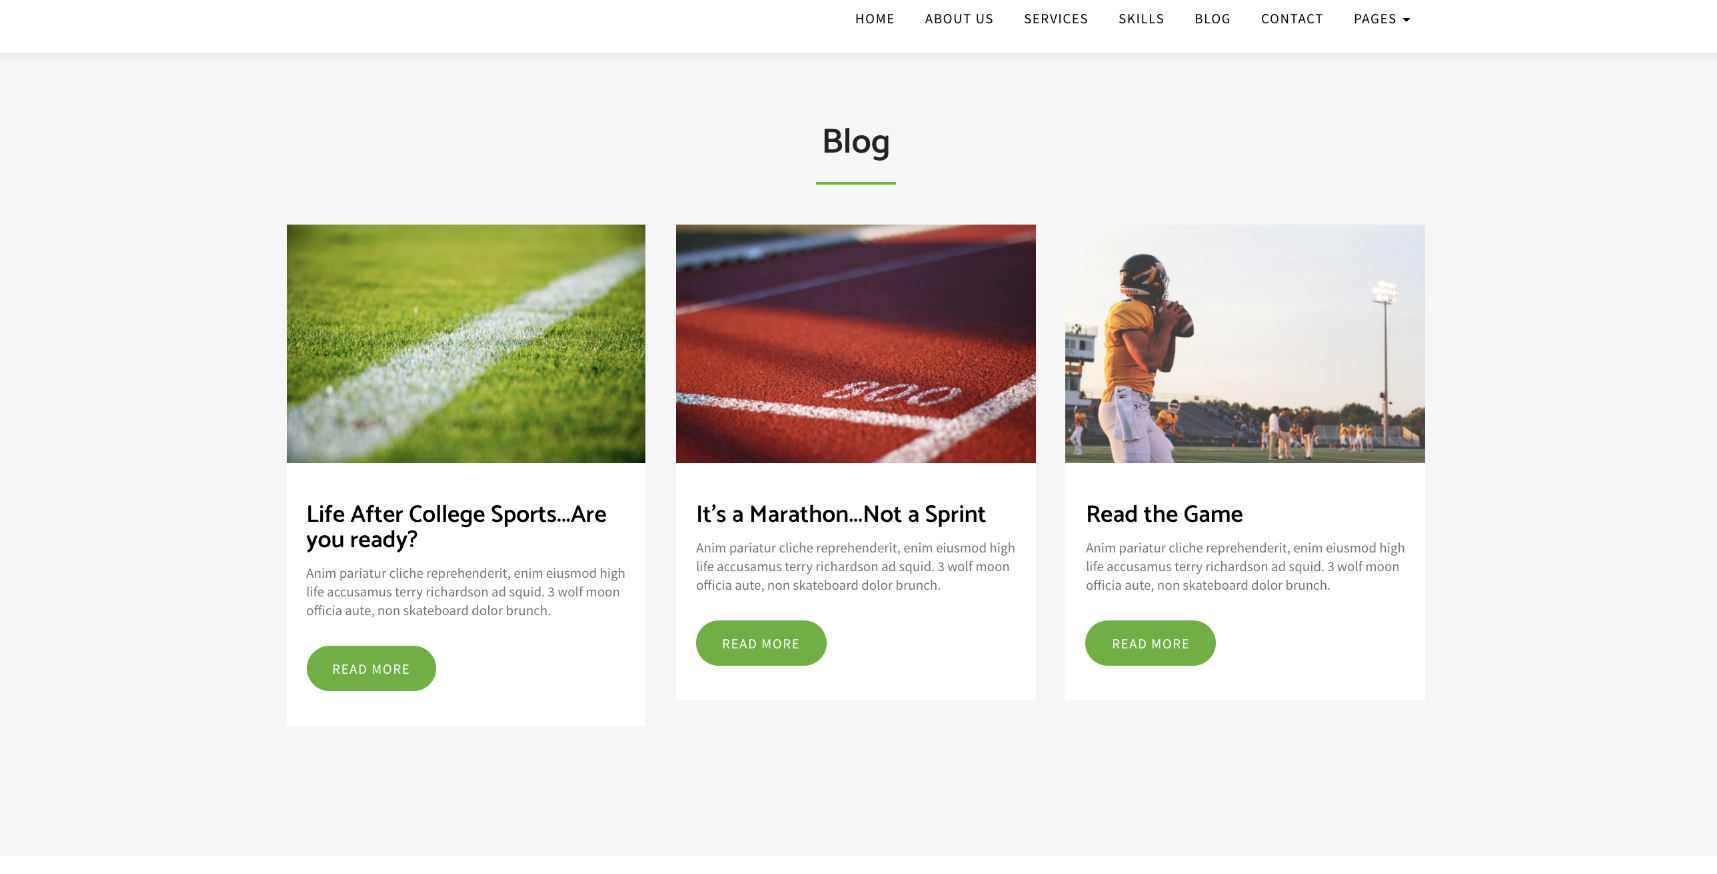 HOME ABOUT US SERVICES SKILLS BLOG CONTACT PAGES
Blog
800
Life After College Sports...Are
you ready?
Anim pariatur cliche reprehenderit, enim eiusmod high
life accusamus terry richardson ad squid. 3 wolf moon
officia aute, non skateboard dolor brunch.
READ MORE
It's a Marathon...Not a Sprint
Anim pariatur cliche reprehenderit, enim eiusmod high
life accusamus terry richardson ad squid. 3 wolf moon
officia aute, non skateboard dolor brunch.
READ MORE
Read the Game
Anim pariatur cliche reprehenderit, enim eiusmod high
life accusamus terry richardson ad squid. 3 wolf moon
officia aute, non skateboard dolor brunch.
READ MORE